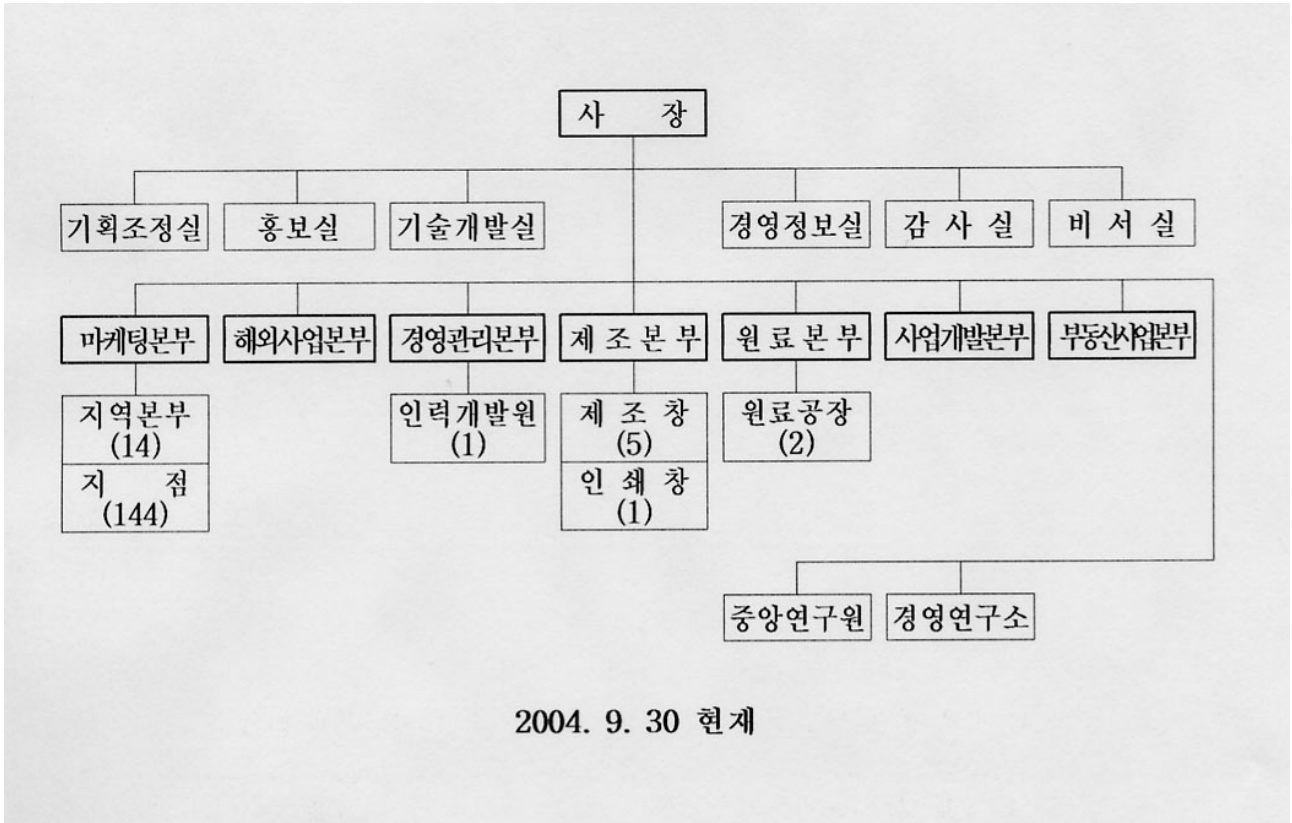 사 장
기획조정실 홍보실 기술개발실 경영정보실 감사실 비서실
마케팅본부 해외사업본부 경영관리본부 제조본부 원료본부 사업개발본부 부동산사업본부
지역본부 인력개발원 제조창 원료공장
(14) (1) (5) (2)
지 점 인쇄창
(144) (1)
중앙연구원 경영연구소
2004. 9. 30 현재